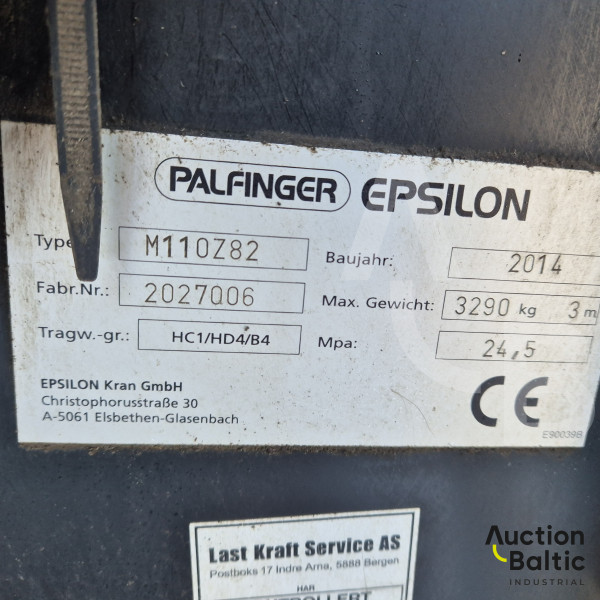 PALFINGER EPSILON
Type M110Z82 Baujahr: 2014
Fabr.Nr.: 2027006 Max. Gewicht: 3290 kg 3 m
Tragw.-gr.: HC1/HD4/B4 Mpa: 24,5
EPSILON Kran GmbH
Christophorusstraße 30
A-5061 Elsbethen-Glasenbach
CE
E90039B
Last Kraft Service AS
Postboks 17 Indre Arna, 5888 Bergen
HAR
Auction
Baltic
INDUSTRIAL